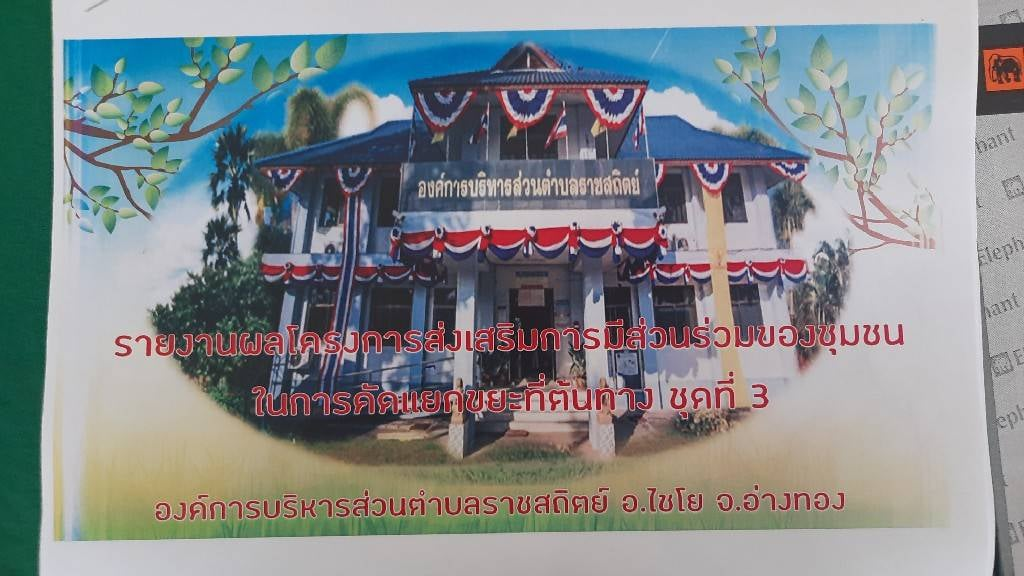 องค์การบริหารส่วนตำบลราชสถิตย์
รายงานผลโครงการส่งเสริมการมีส่วนร่วมของชุมชน
ในการคัดแยกขยะที่ต้นทาง ชุดที่ 3
องค์การบริหารส่วนตำบลราชสถิตย์ อ.ไชโย จ.อ่างทอง
Elephant